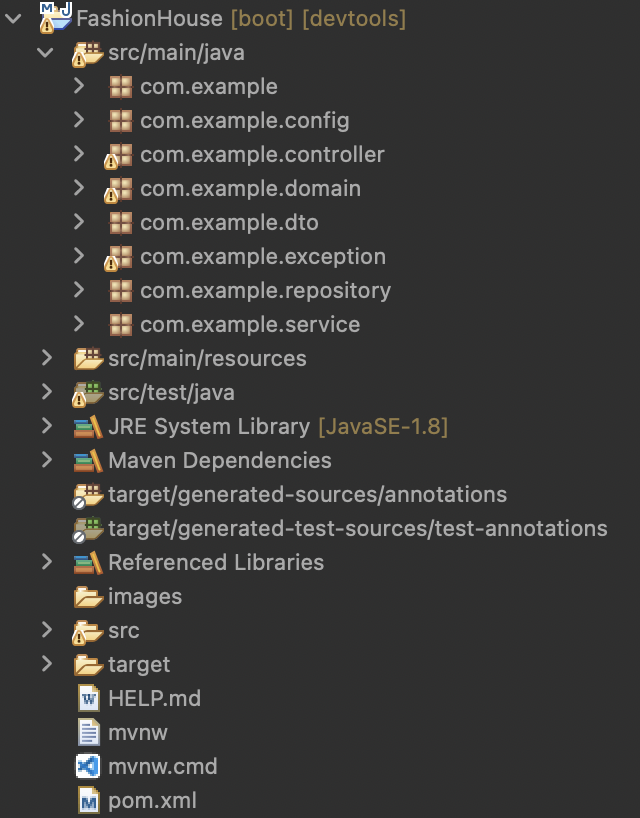 FashionHouse [boot] [devtools]
src/main/java
com.example
com.example.config
com.example.controller
com.example.domain
com.example.dto
com.example.exception
com.example.repository
com.example.service
src/main/resources
src/test/java
JRE System Library [JavaSE-1.8]
Maven Dependencies
target/generated-sources/annotations
target/generated-test-sources/test-annotations
Referenced Libraries
images
src
target
HELP.md
mvnw
mvnw.cmd
pom.xml